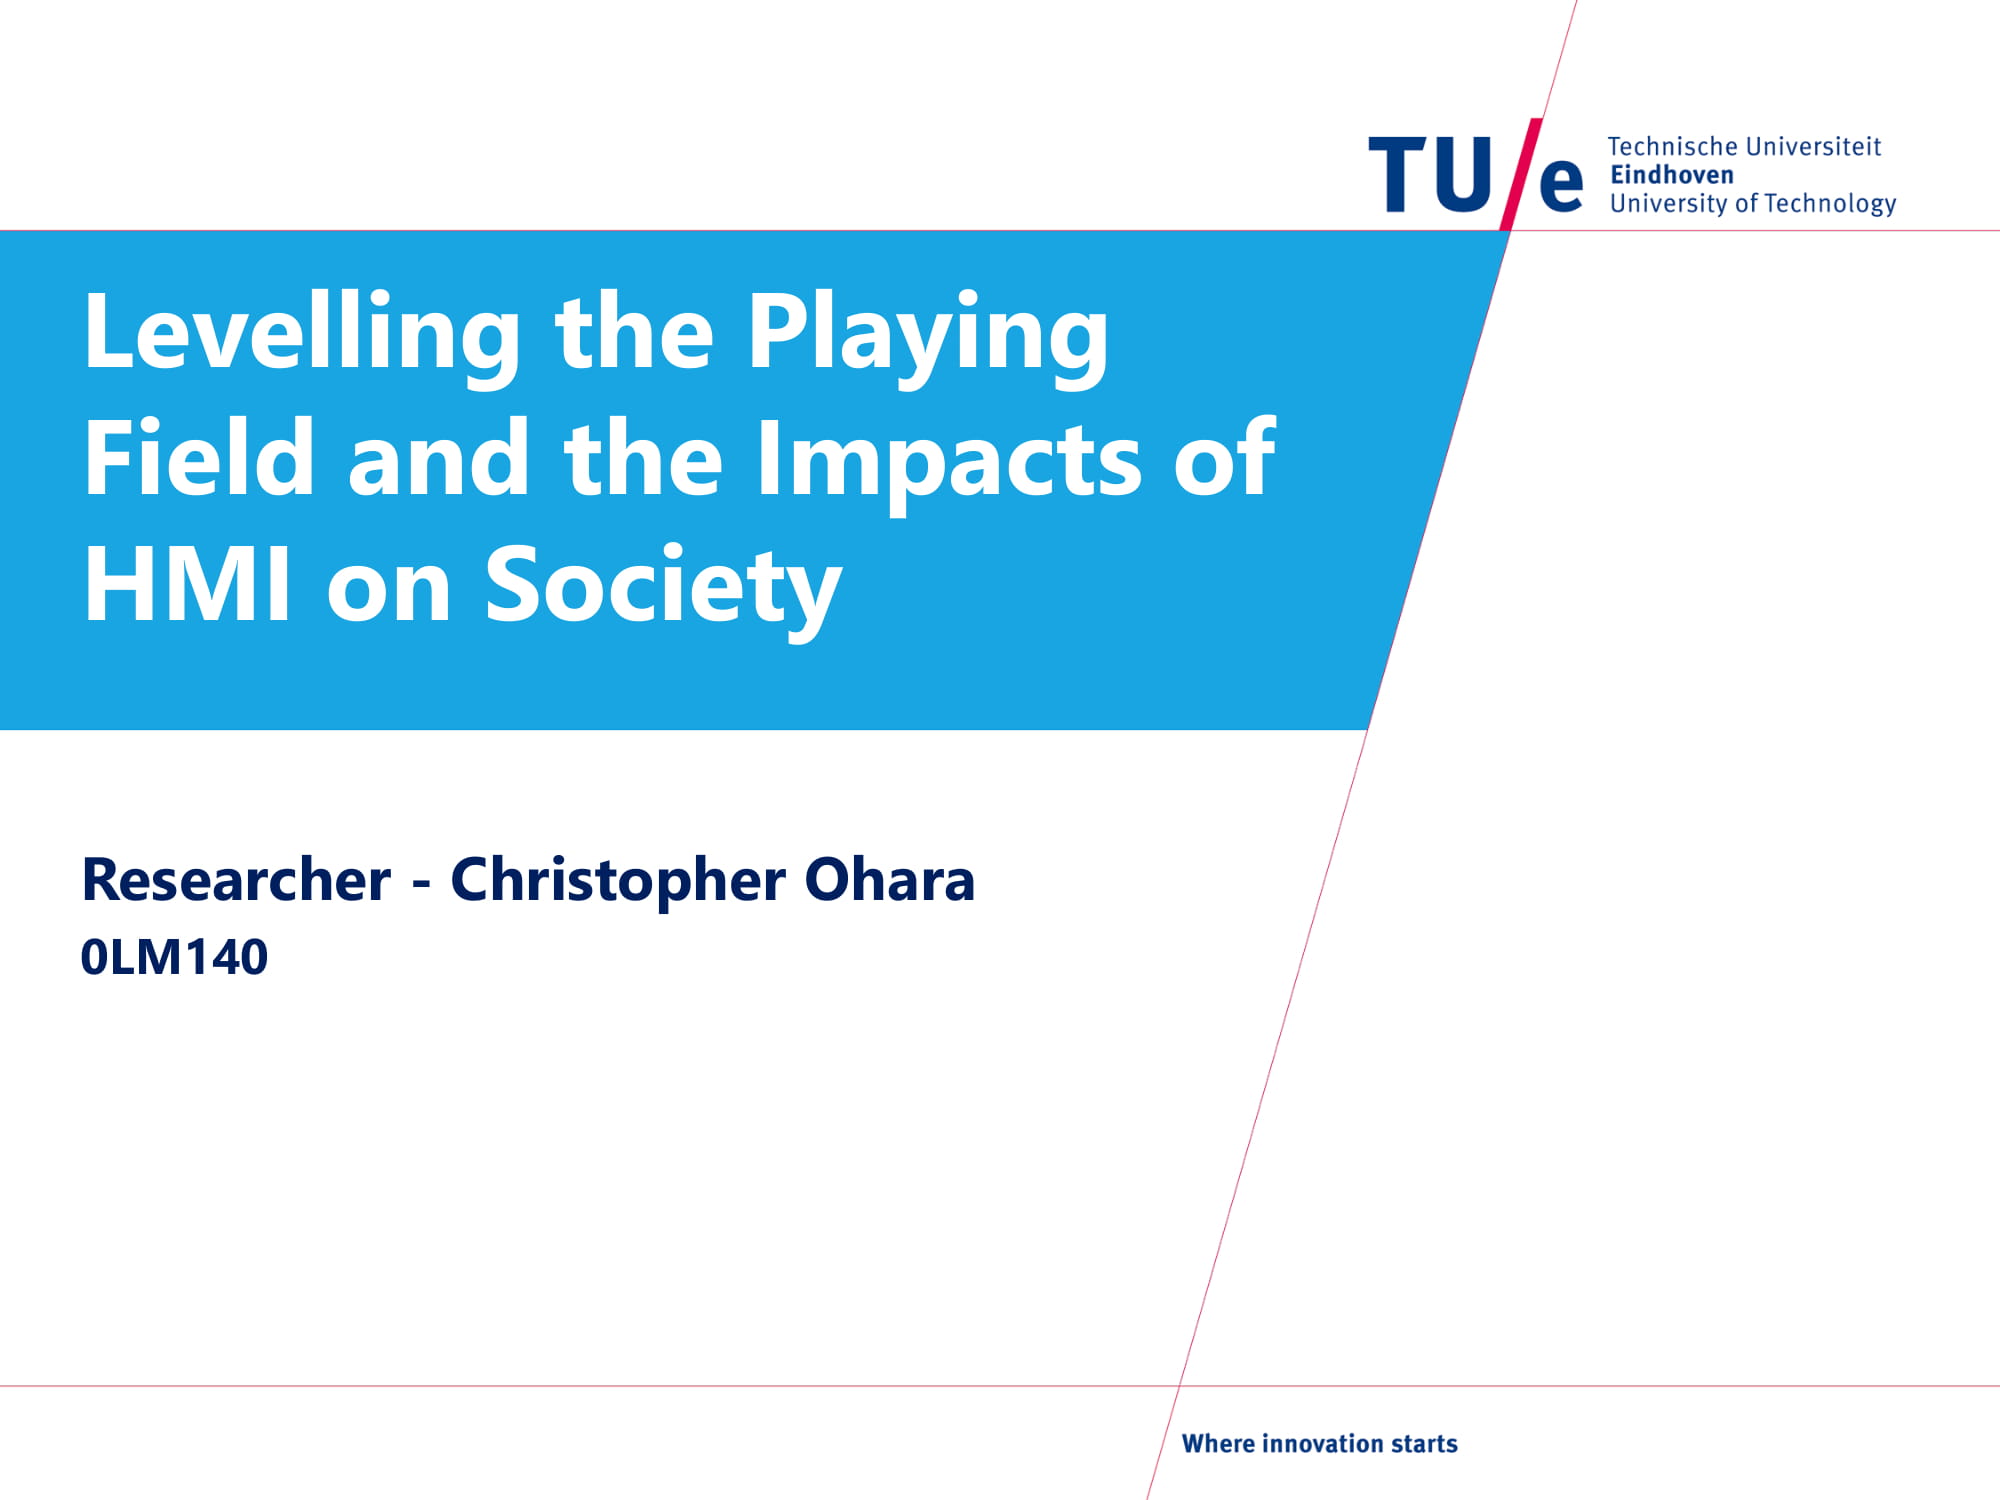 TU/e
Technische Universiteit
Eindhoven
University of Technology
Levelling the Playing
Field and the Impacts of
HMI on Society
Researcher - Christopher Ohara
0LM140
Where innovation starts